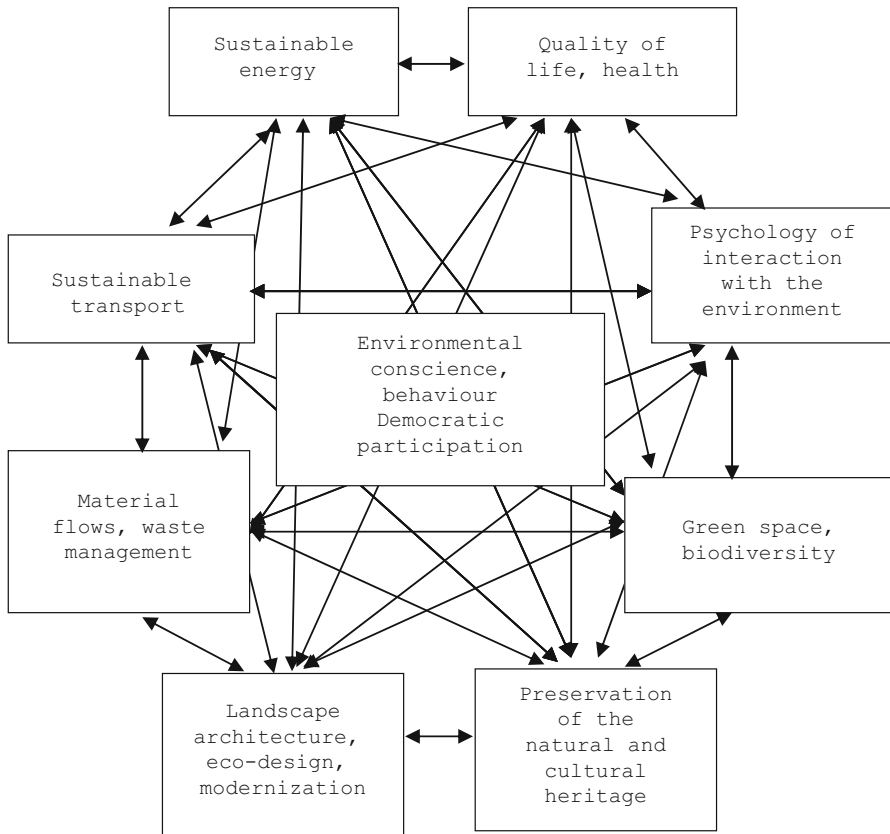 Sustainable
energy
Quality of
life, health
Sustainable
transport
Psychology of
interaction
with the
environment
Environmental
conscience,
behaviour
Democratic
participation
Material
flows, waste
management
Green space,
biodiversity
Landscape
architecture,
eco-design,
modernization
Preservation
of the
natural and
cultural
heritage